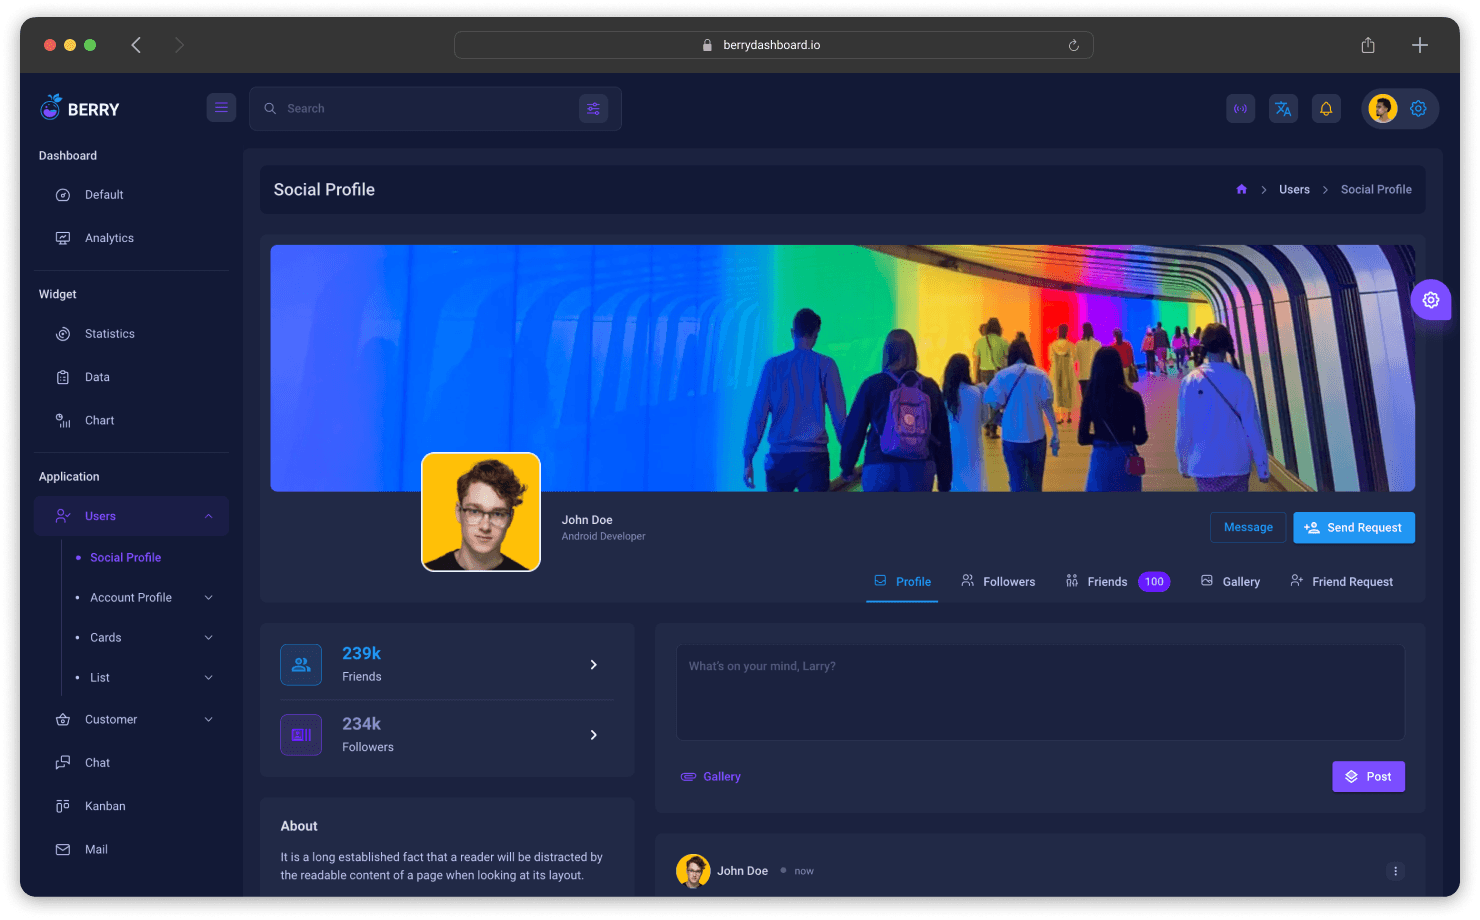 berrydashboard.io
BERRY
Search
Dashboard
Default
Analytics
Widget
Statistics
Data
Chart
Application
Users
Social Profile
Account Profile
Cards
List
Customer
Chat
Kanban
Mail
Social Profile
Users
Social Profile
John Doe
Android Developer
Message
Send Request
Profile
Followers
Friends 100
Gallery
Friend Request
239k
Friends
234k
Followers
About
It is a long established fact that a reader will be distracted by
the readable content of a page when looking at its layout.
What's on your mind, Larry?
Gallery
Post
John Doe
now